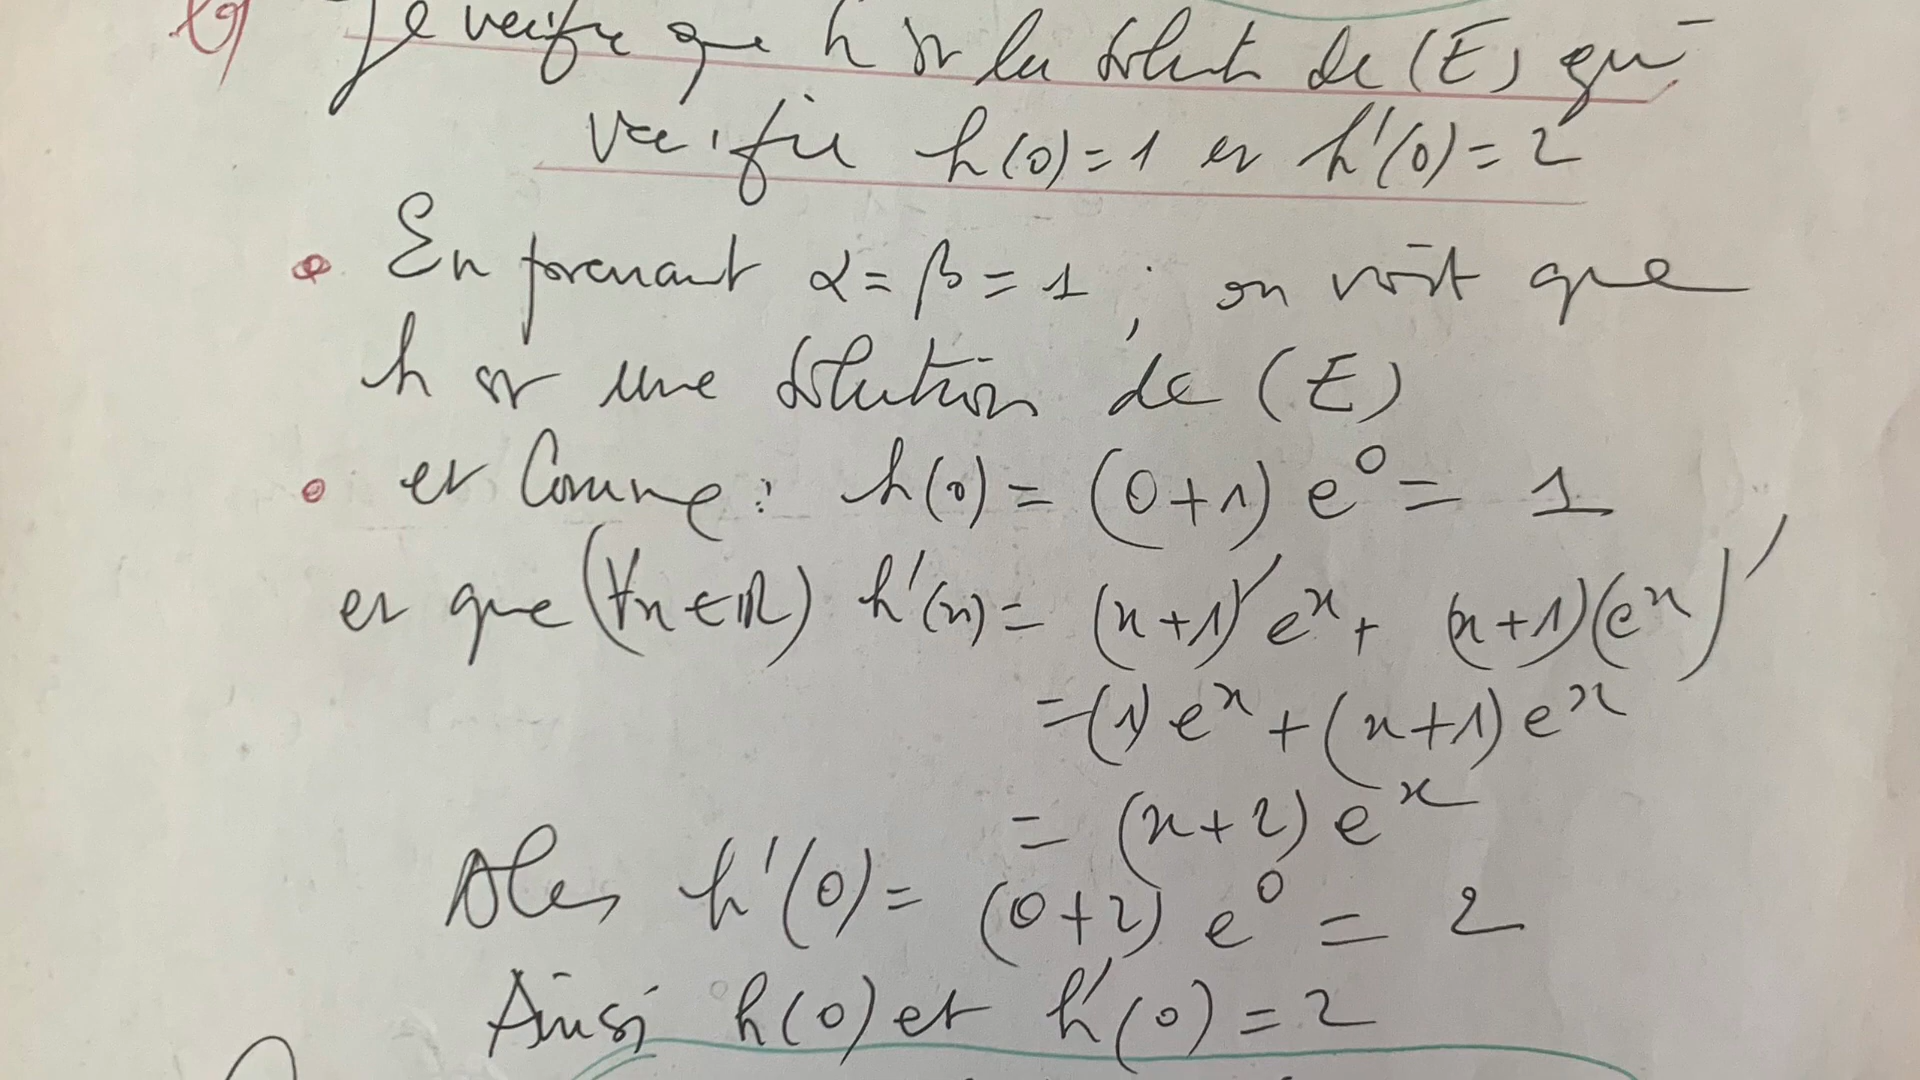 b) Je verifie que h est la solution de (E) qui
verifie h(0)=1 et h'(0)=2
• En prenant α=β=1 ; on voit que
h est une solution de (E)
• et Comme : h(0) = (0+1) e⁰ = 1
et que (∀x∈ℝ) h'(x) = (x+1)' eˣ + (x+1)(eˣ)'
= (1) eˣ + (x+1) eˣ
= (x+2) eˣ
Alors h'(0) = (0+2) e⁰ = 2
Ainsi h(0) et h'(0) = 2